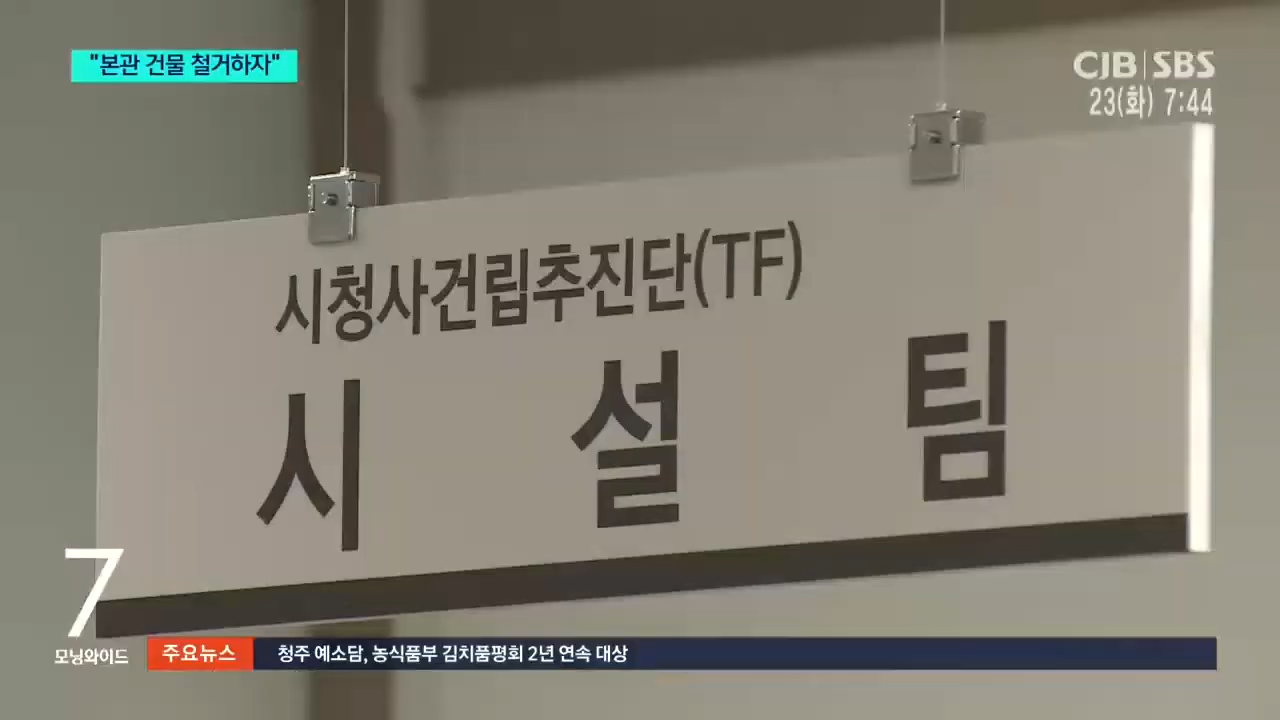 "본관 건물 철거하자"
CJB SBS
23(화) 7:44
시청사건립추진단(TF)
시 설 팀
7
모닝와이드
주요뉴스
청주 예소담, 농식품부 김치품평회 2년 연속 대상